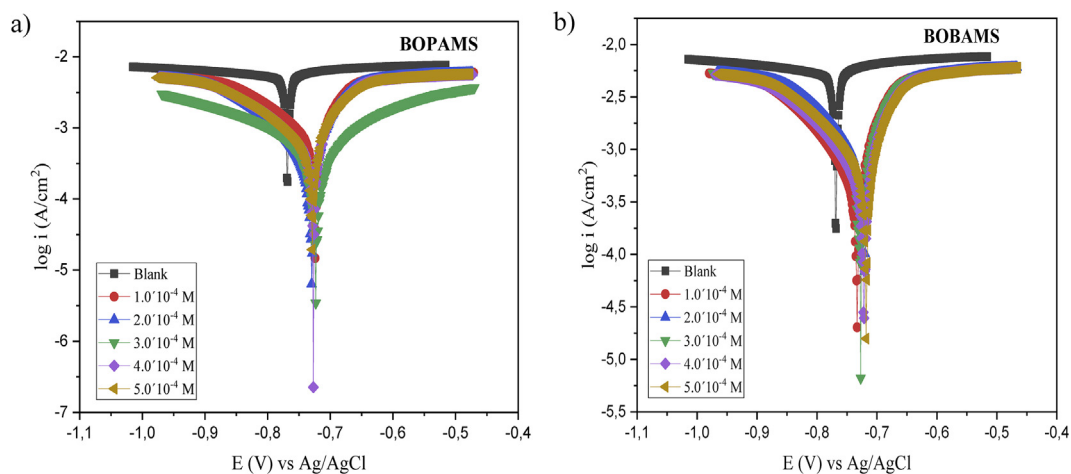 a)
BOPAMS
log i (A/cm²)
-1
-2
-3
-4
-5
-6
-7
Blank
1.0´10⁻⁴ M
2.0´10⁻⁴ M
3.0´10⁻⁴ M
4.0´10⁻⁴ M
5.0´10⁻⁴ M
-1,1 -1,0 -0,9 -0,8 -0,7 -0,6 -0,5 -0,4
E (V) vs Ag/AgCl
b)
BOBAMS
log i (A/cm²)
-2,0
-2,5
-3,0
-3,5
-4,0
-4,5
-5,0
-5,5
Blank
1.0´10⁻⁴ M
2.0´10⁻⁴ M
3.0´10⁻⁴ M
4.0´10⁻⁴ M
5.0´10⁻⁴ M
-1,1 -1,0 -0,9 -0,8 -0,7 -0,6 -0,5 -0,4
E (V) vs Ag/AgCl